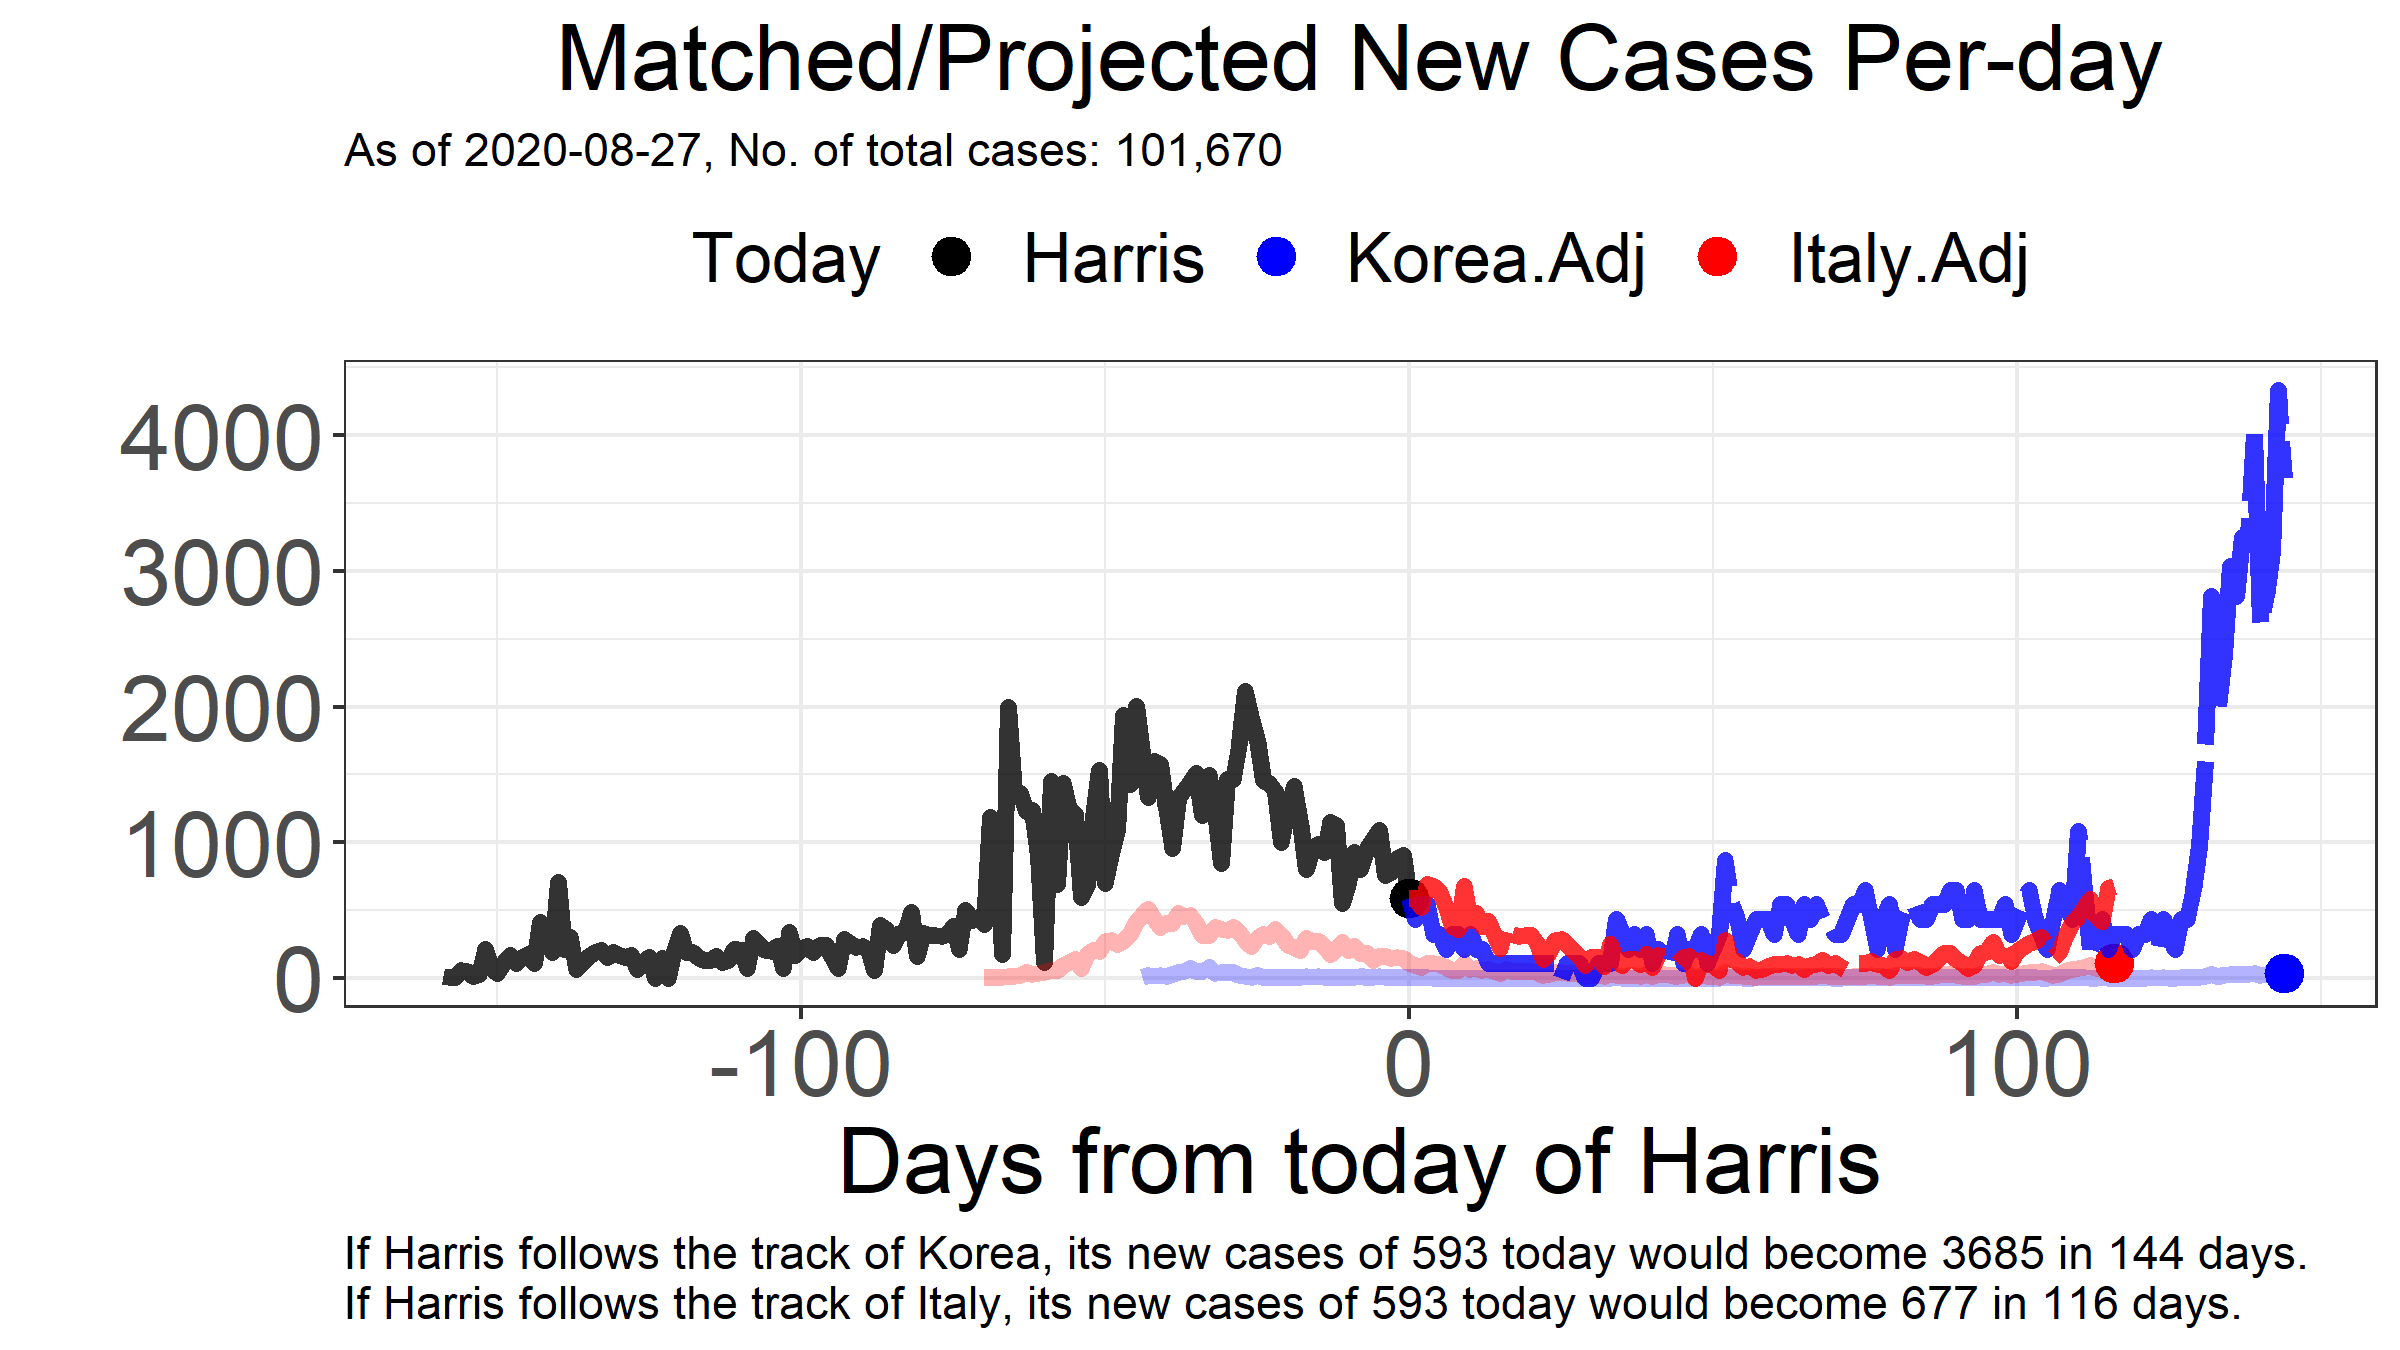 Matched/Projected New Cases Per-day
As of 2020-08-27, No. of total cases: 101,670
Today Harris Korea.Adj Italy.Adj
4000
3000
2000
1000
0
-100 0 100
Days from today of Harris
If Harris follows the track of Korea, its new cases of 593 today would become 3685 in 144 days.
If Harris follows the track of Italy, its new cases of 593 today would become 677 in 116 days.